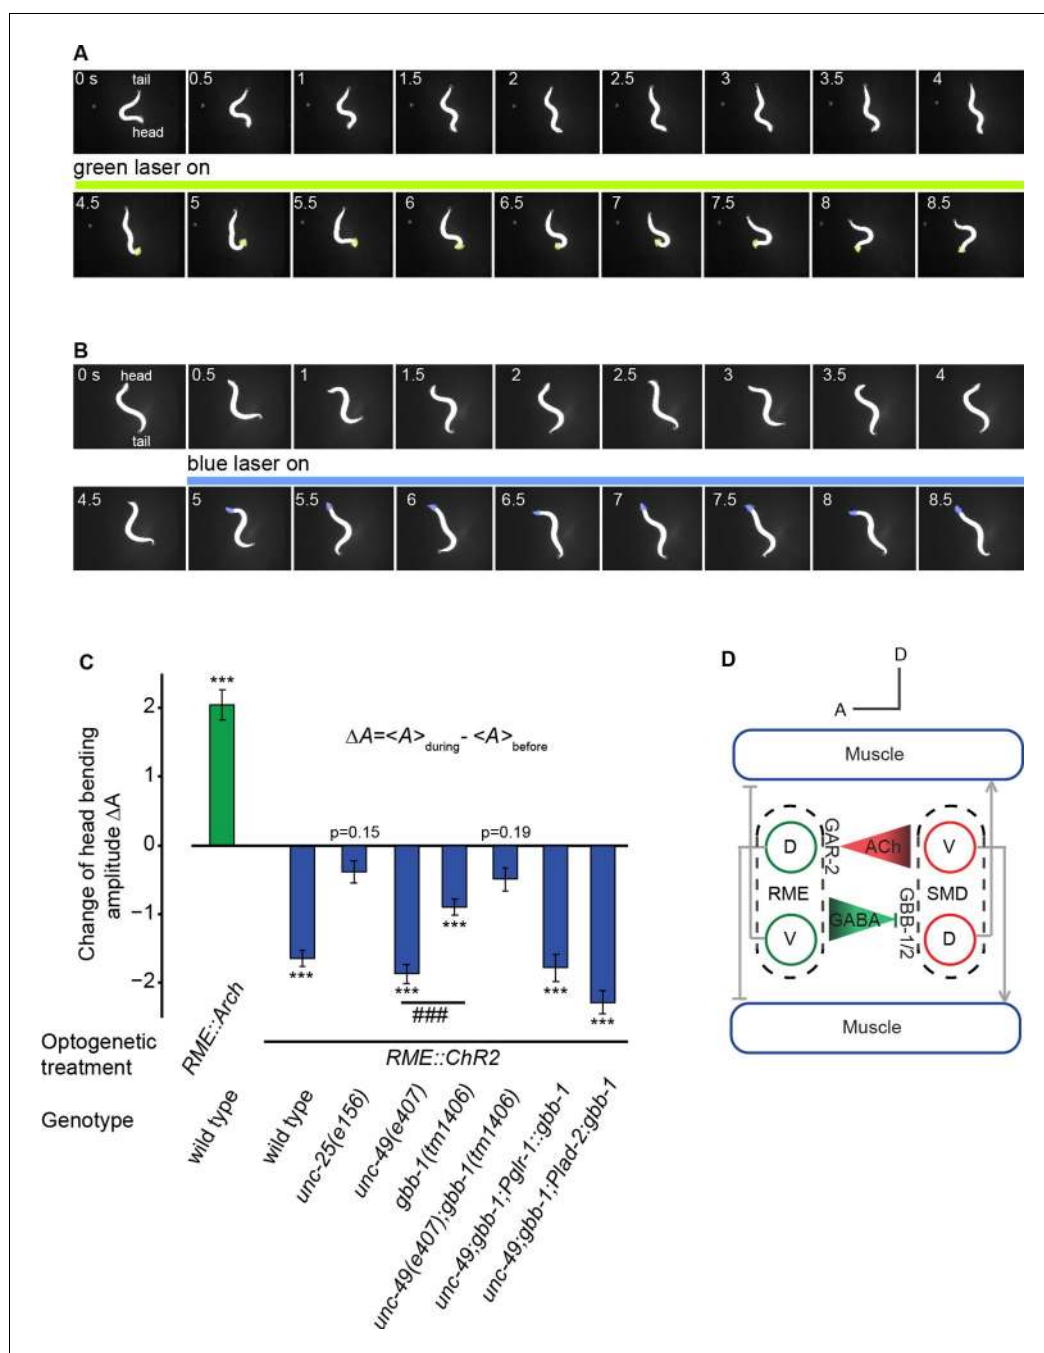 A
0 s tail 0.5 1 1.5 2 2.5 3 3.5 4
head
green laser on
4.5 5 5.5 6 6.5 7 7.5 8 8.5
B
0 s head 0.5 1 1.5 2 2.5 3 3.5 4
tail
blue laser on
4.5 5 5.5 6 6.5 7 7.5 8 8.5
C
Change of head bending
amplitude ΔA
2
1
0
−1
−2
***
ΔA=<A>during - <A>before
p=0.15
p=0.19
***
***
***
***
***
###
Optogenetic
treatment
RME::Arch
RME::ChR2
Genotype
wild type
wild type
unc-25(e156)
unc-49(e407)
gbb-1(tm1406)
unc-49(e407);gbb-1(tm1406)
unc-49;gbb-1;Pglr-1::gbb-1
unc-49;gbb-1;Plad-2:gbb-1
D
D
A
Muscle
D
GAR-2
ACh
V
RME
SMD
V
GABA
GBB-1/2
D
Muscle